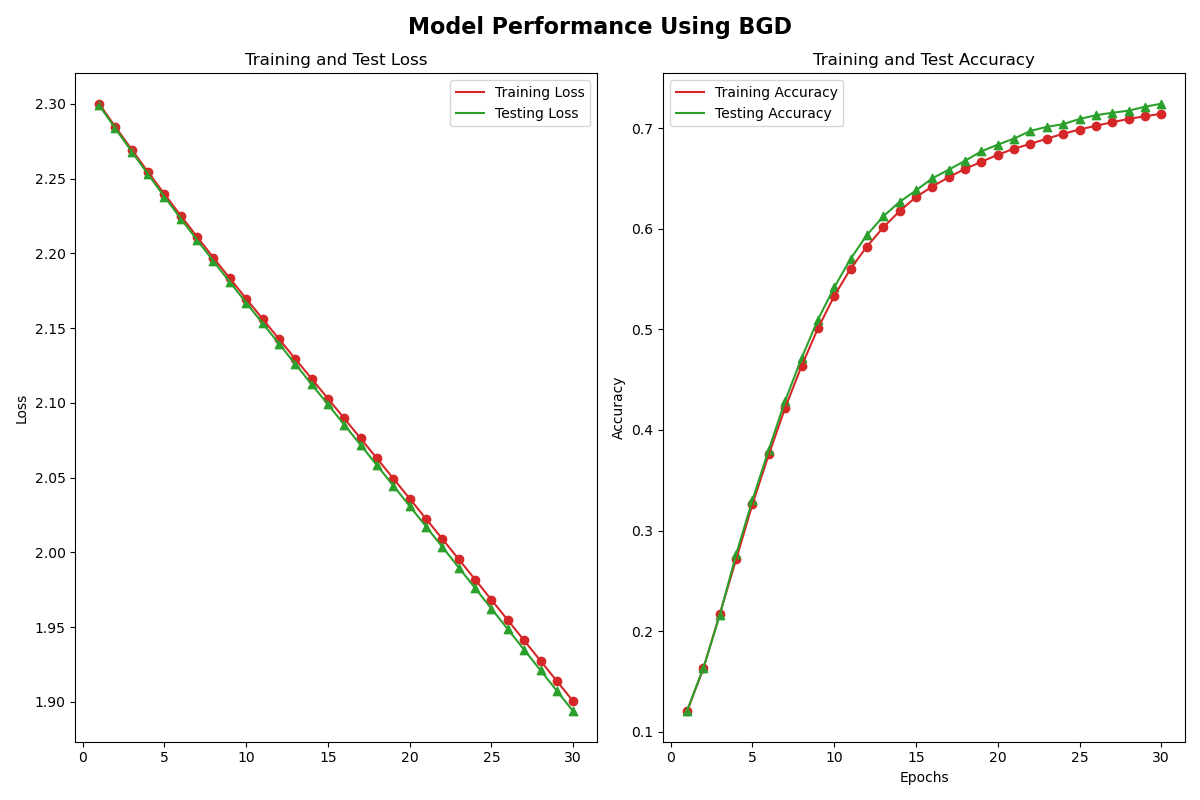 Model Performance Using BGD
Training and Test Loss
Training Loss
Testing Loss
2.30
2.25
2.20
2.15
2.10
2.05
2.00
1.95
1.90
Loss
0 5 10 15 20 25 30
Training and Test Accuracy
Training Accuracy
Testing Accuracy
0.7
0.6
0.5
0.4
0.3
0.2
0.1
Accuracy
0 5 10 15 20 25 30
Epochs